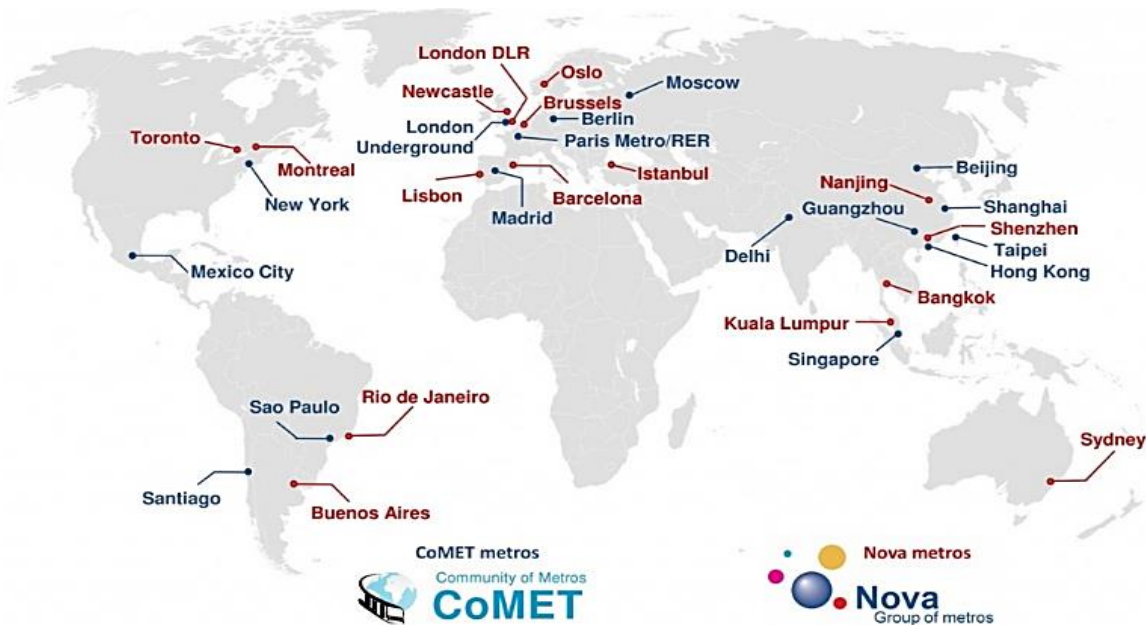 London DLR
Oslo
Moscow
Newcastle
Brussels
London
Underground
Berlin
Toronto
Paris Metro/RER
Montreal
Istanbul
Beijing
Nanjing
Lisbon
Barcelona
New York
Madrid
Guangzhou
Shanghai
Shenzhen
Delhi
Taipei
Mexico City
Hong Kong
Bangkok
Kuala Lumpur
Singapore
Rio de Janeiro
Sao Paulo
Sydney
Santiago
Buenos Aires
CoMET metros
Nova metros
Community of Metros
CoMET
Nova
Group of metros